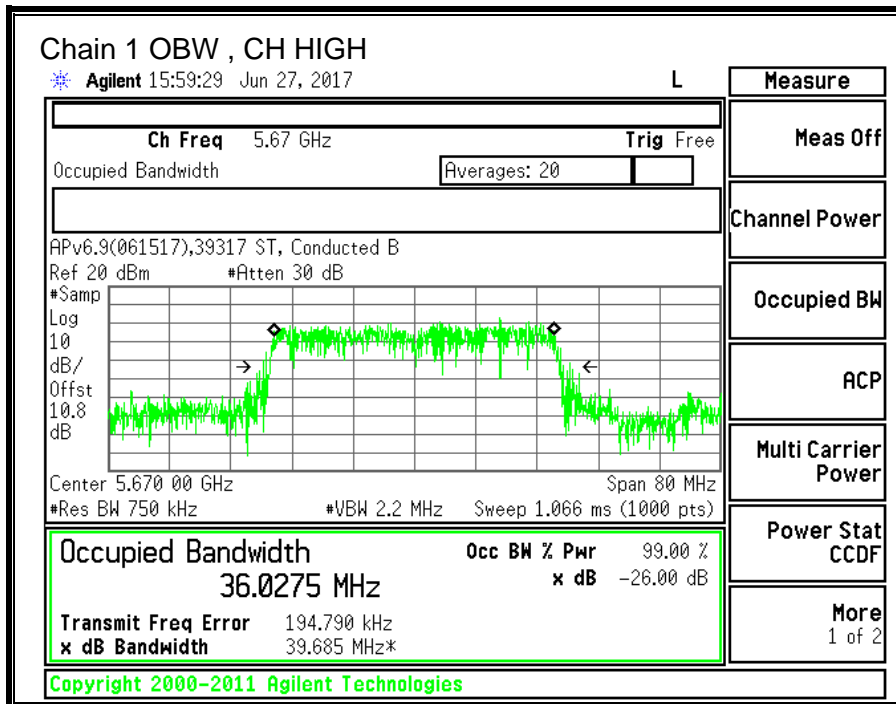 Chain 1 OBW , CH HIGH
Agilent 15:59:29 Jun 27, 2017 L
Measure
Ch Freq 5.67 GHz Trig Free
Meas Off
Occupied Bandwidth Averages: 20
Channel Power
APv6.9(061517),39317 ST, Conducted B
Ref 20 dBm #Atten 30 dB
#Samp
Log
10
dB/
Offst
10.8
dB
Occupied BW
ACP
Multi Carrier
Power
Center 5.670 00 GHz Span 80 MHz
#Res BW 750 kHz #VBW 2.2 MHz Sweep 1.066 ms (1000 pts)
Power Stat
CCDF
Occupied Bandwidth Occ BW % Pwr 99.00 %
36.0275 MHz x dB -26.00 dB
Transmit Freq Error 194.790 kHz
x dB Bandwidth 39.685 MHz*
More
1 of 2
Copyright 2000-2011 Agilent Technologies